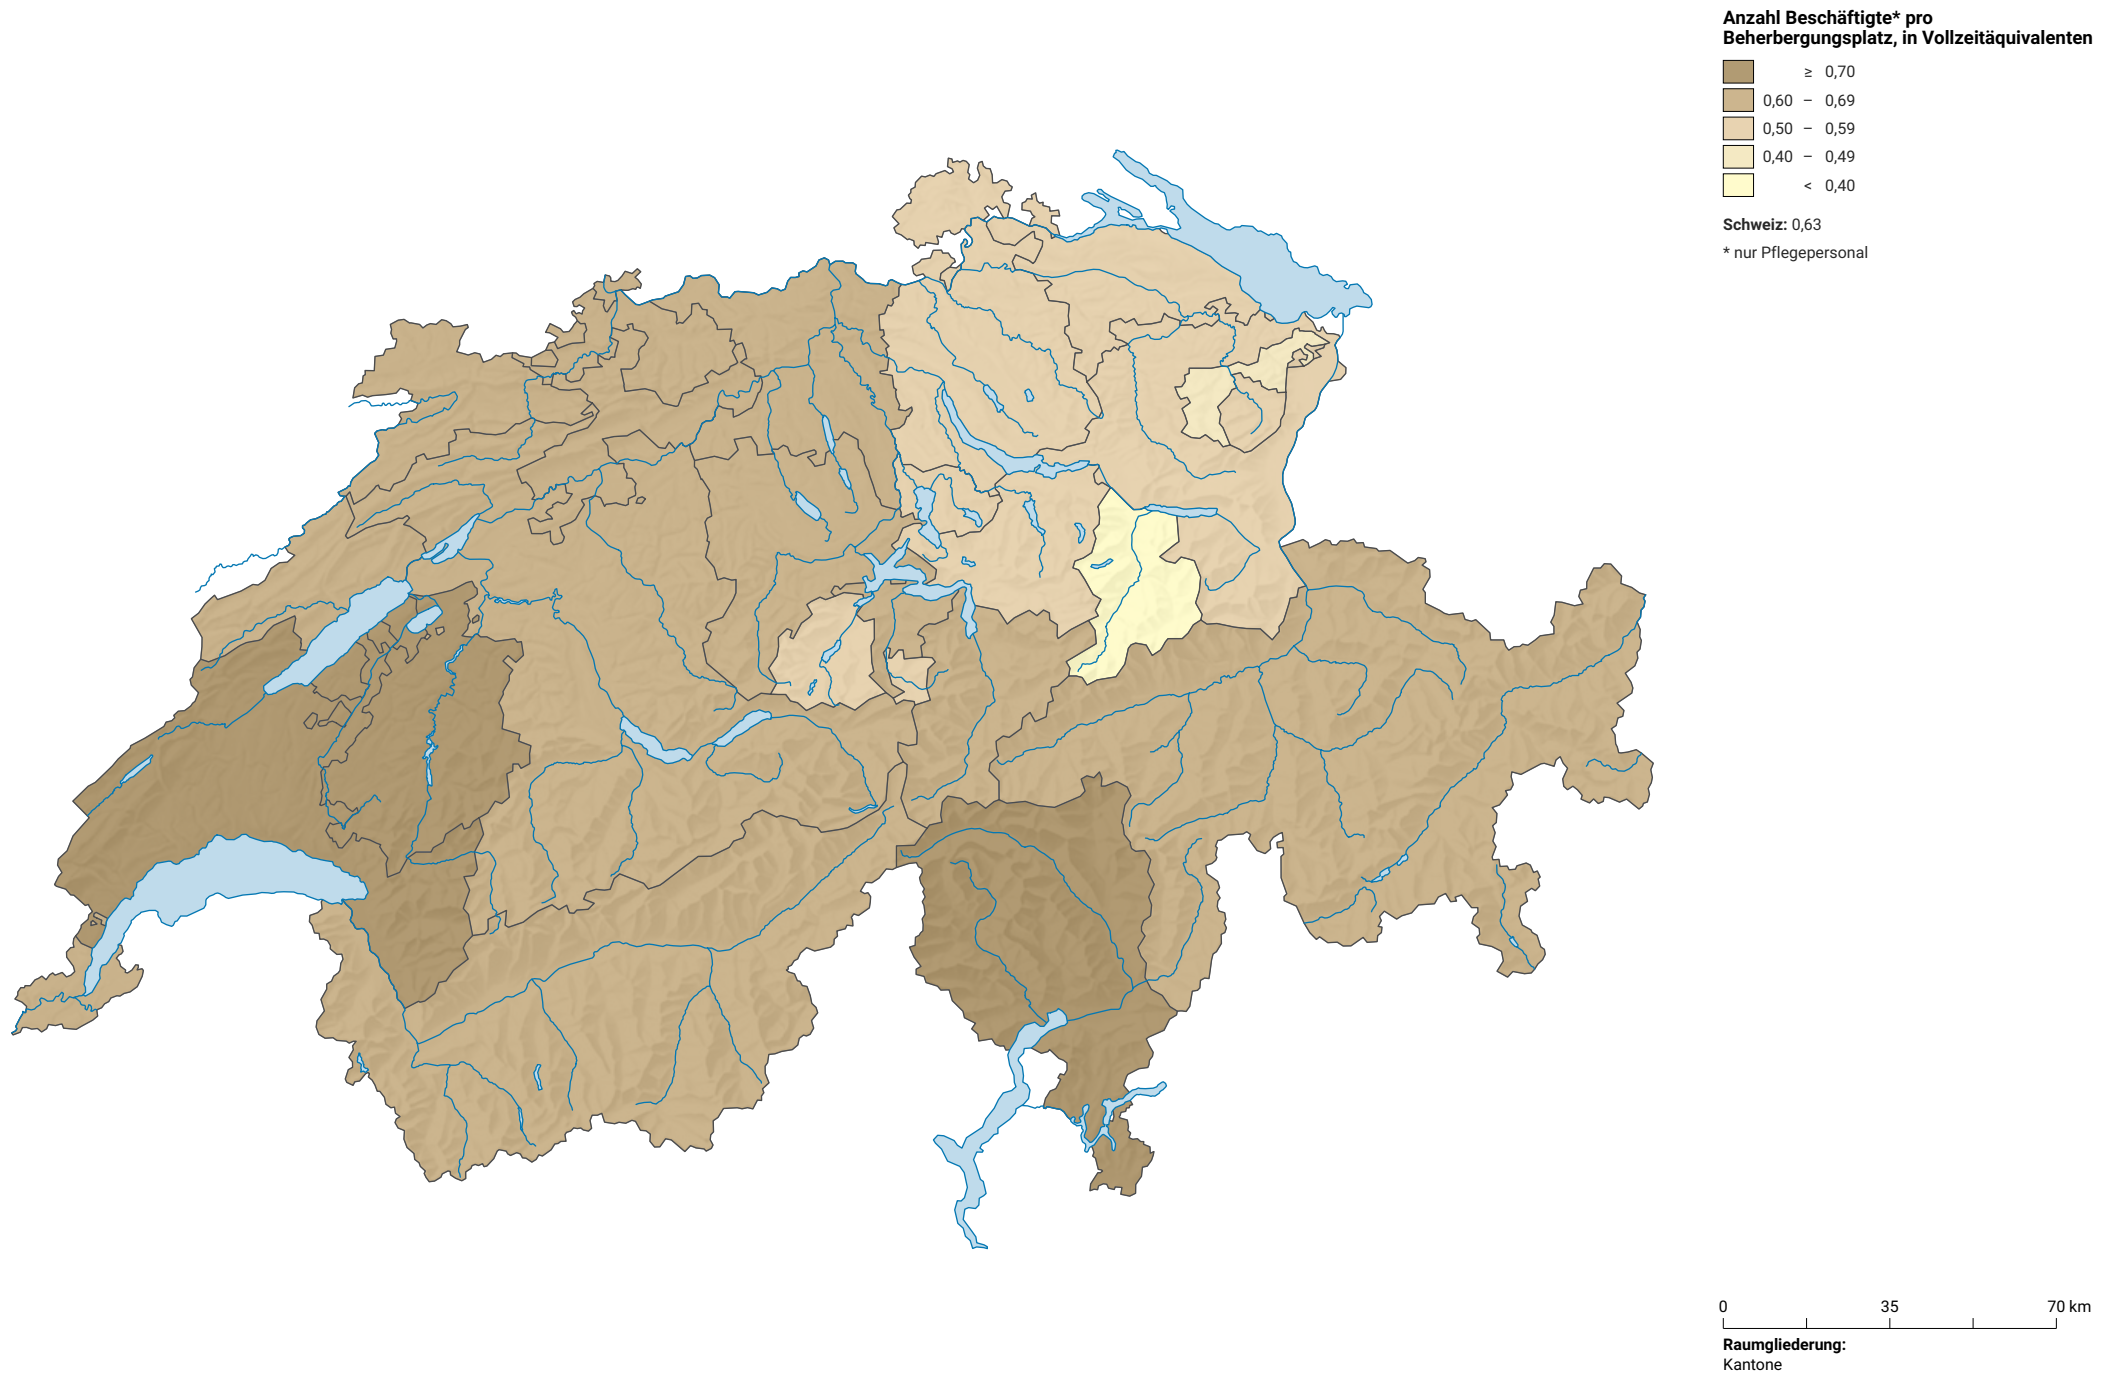 Anzahl Beschäftigte* pro
Beherbergungsplatz, in Vollzeitäquivalenten
≥ 0,70
0,60 – 0,69
0,50 – 0,59
0,40 – 0,49
< 0,40
Schweiz: 0,63
* nur Pflegepersonal
0 35 70 km
Raumgliederung:
Kantone